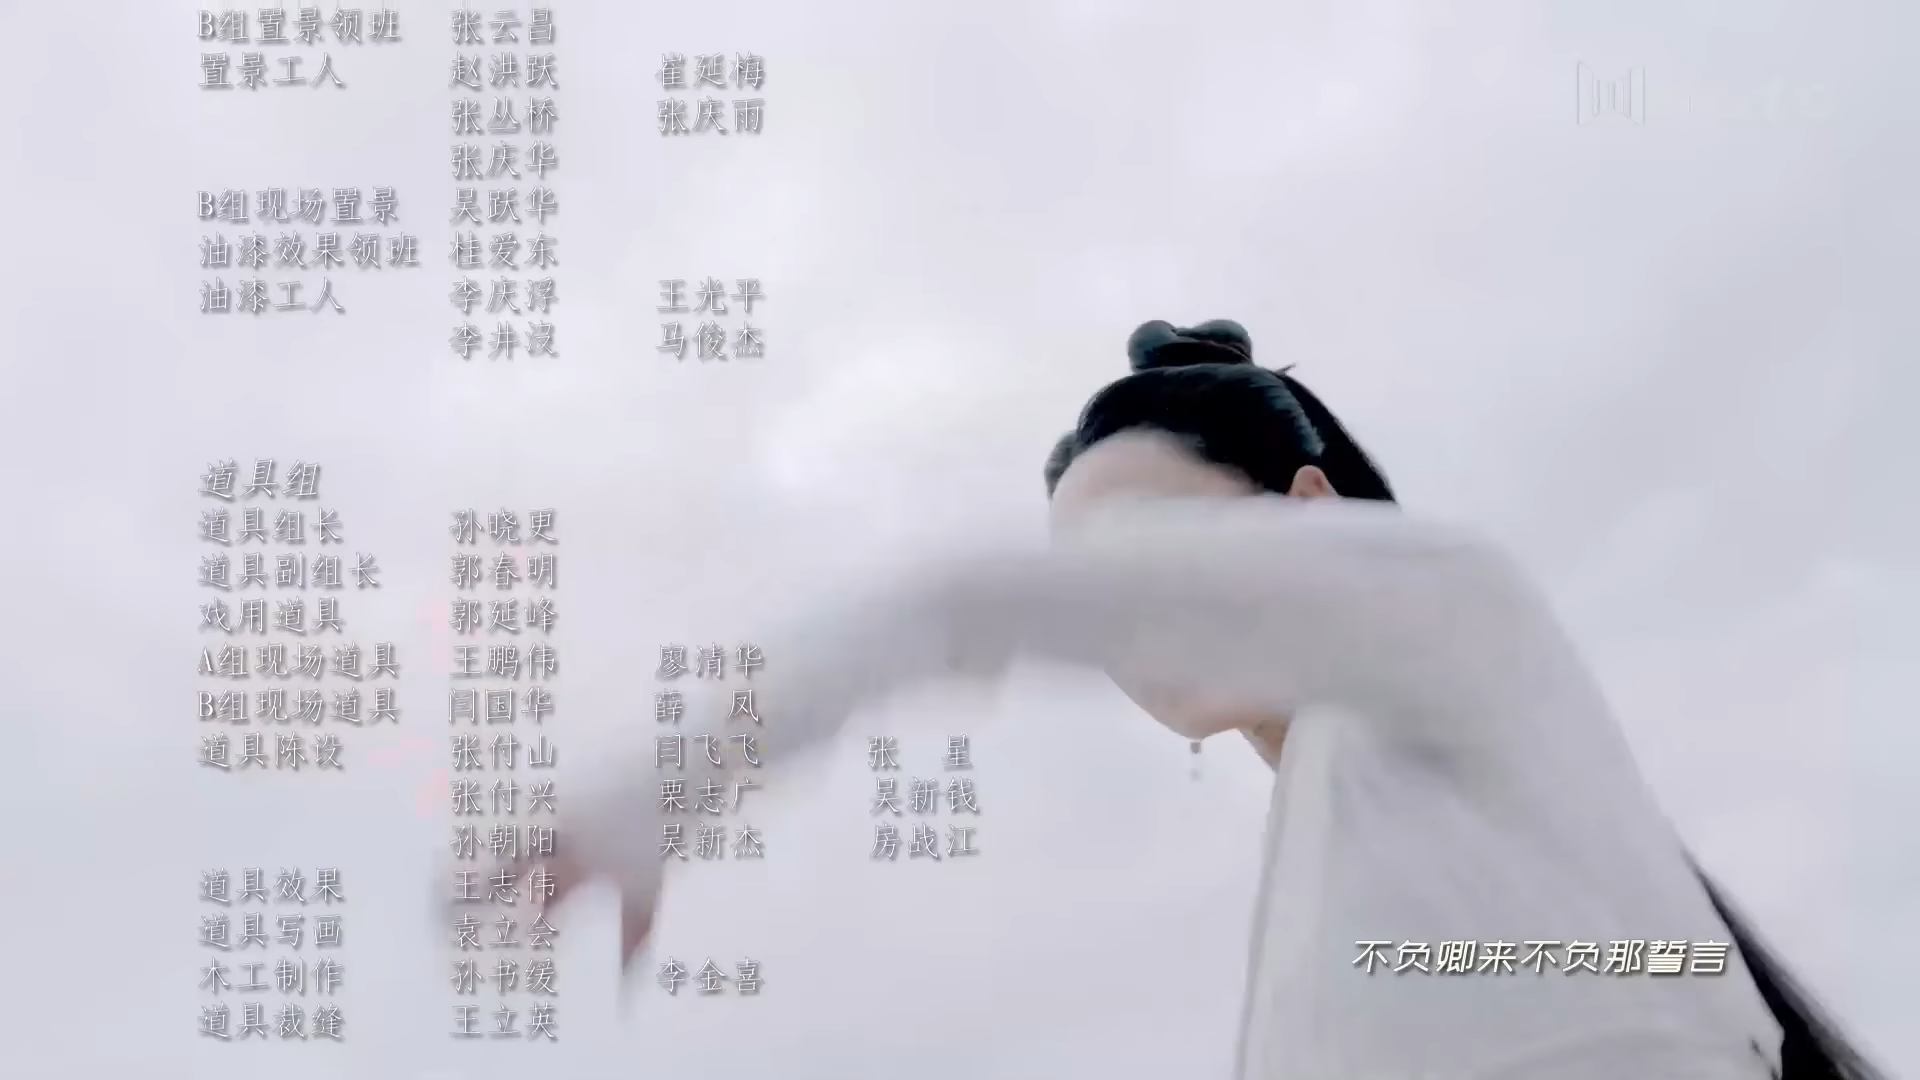 B组置景领班 张云昌
置景工人 赵洪跃 崔延梅
张丛桥 张庆雨
张庆华
B组现场置景 吴跃华
油漆效果领班 桂爱东
油漆工人 李庆浮 王光平
李井没 马俊杰
道具组
道具组长 孙晓更
道具副组长 郭春明
戏用道具 郭延峰
A组现场道具 王鹏伟 廖清华
B组现场道具 闫国华 薛 凤
道具陈设 张付山 闫飞飞 张 星
张付兴 栗志广 吴新钱
孙朝阳 吴新杰 房战江
道具效果 王志伟
道具写画 袁立会
木工制作 孙书缓 李金喜
道具裁缝 王立英
不负卿来不负那誓言